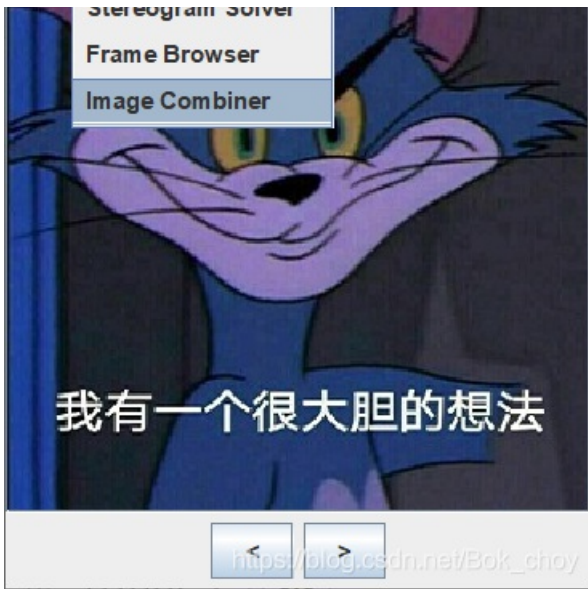 Stereogram Solver
Frame Browser
Image Combiner
我有一个很大胆的想法
< >
https://blog.csdn.net/Bok_choy